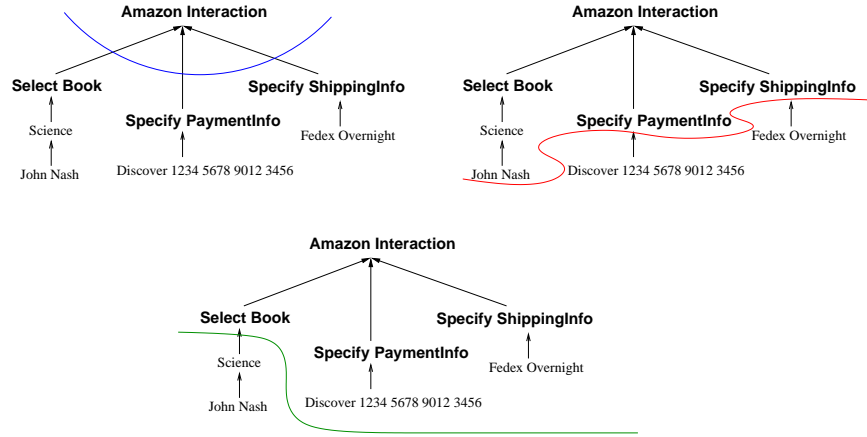 Amazon Interaction
Select Book
Specify ShippingInfo
Specify PaymentInfo
Science
Fedex Overnight
John Nash
Discover 1234 5678 9012 3456
Amazon Interaction
Select Book
Specify ShippingInfo
Specify PaymentInfo
Science
Fedex Overnight
John Nash
Discover 1234 5678 9012 3456
Amazon Interaction
Select Book
Specify ShippingInfo
Specify PaymentInfo
Science
Fedex Overnight
John Nash
Discover 1234 5678 9012 3456